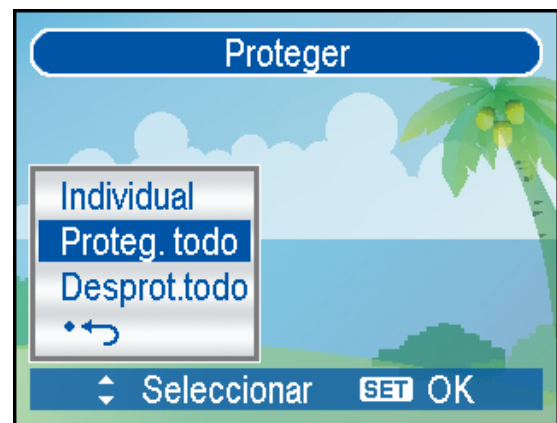 Proteger
Individual
Proteg. todo
Desprot.todo
Seleccionar SET OK